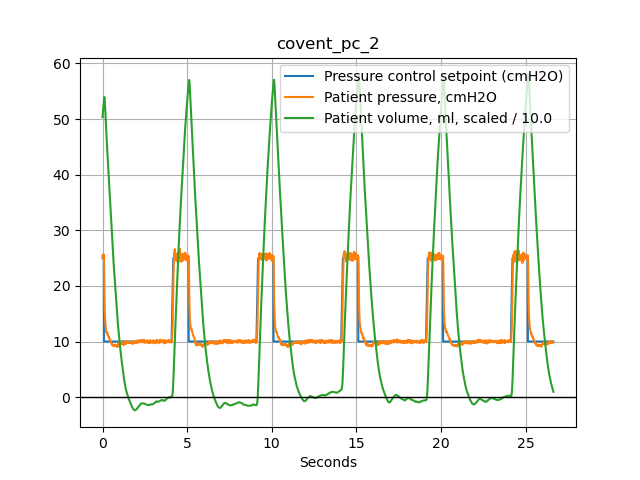 covent_pc_2
60
50
40
30
20
10
0
Pressure control setpoint (cmH2O)
Patient pressure, cmH2O
Patient volume, ml, scaled / 10.0
0 5 10 15 20 25
Seconds